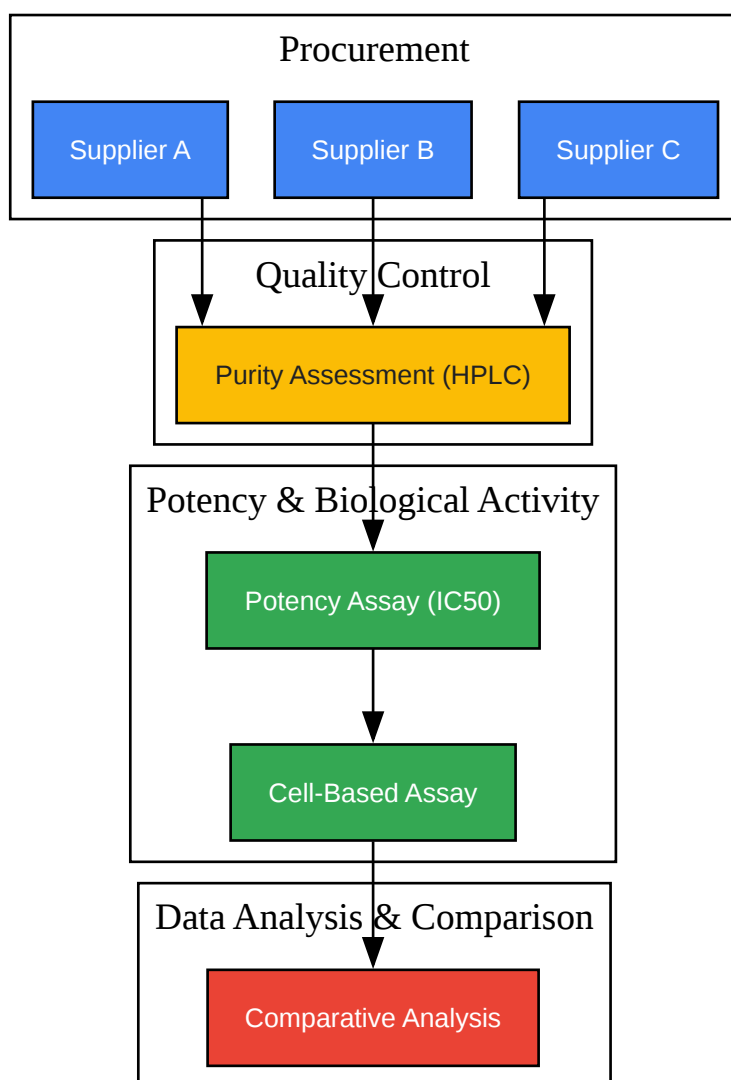 Procurement
Supplier A
Supplier B
Supplier C
Quality Control
Purity Assessment (HPLC)
Potency & Biological Activity
Potency Assay (IC50)
Cell-Based Assay
Data Analysis & Comparison
Comparative Analysis